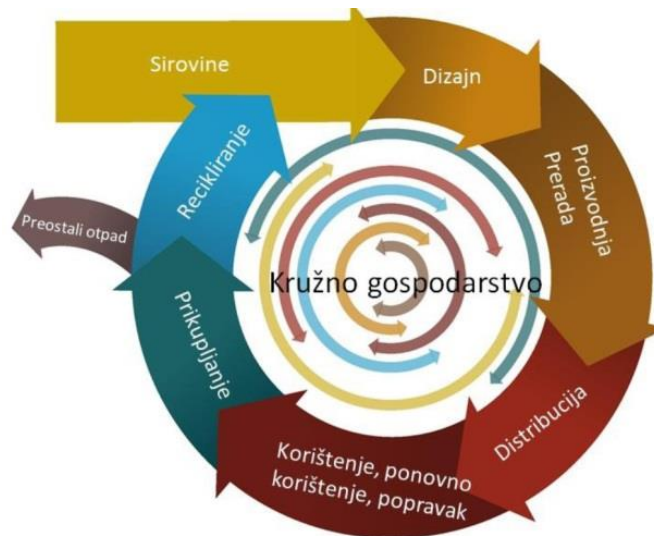 Sirovine
Dizajn
Proizvodnja
Prerada
Distribucija
Korištenje, ponovno
korištenje, popravak
Prikupljanje
Recikliranje
Preostali otpad
Kružno gospodarstvo